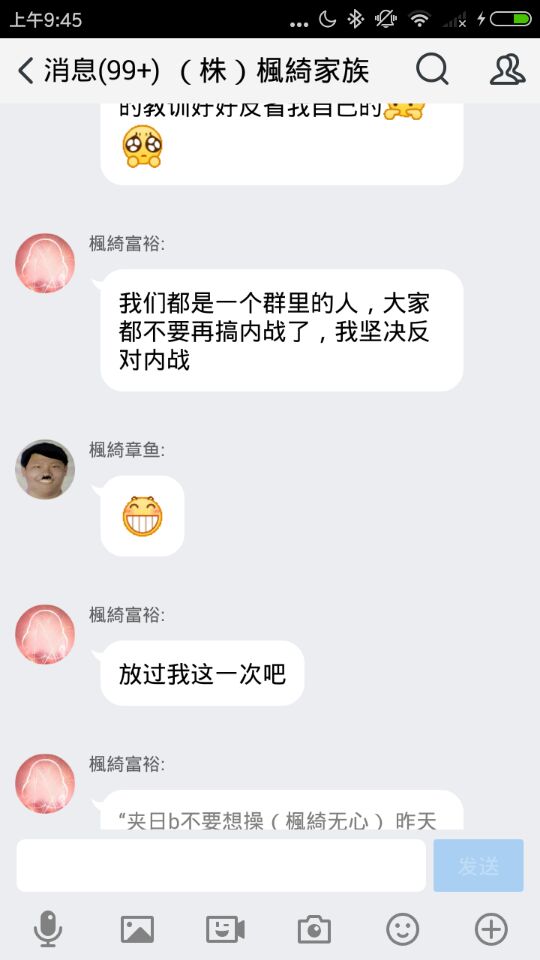 上午9:45
消息(99+)（株）楓綺家族
的教训好好反省我自己的
楓綺富裕:
我们都是一个群里的人，大家
都不要再搞内战了，我坚决反
对内战
楓綺章鱼:
楓綺富裕:
放过我这一次吧
楓綺富裕:
“夹日b不要想操（楓綺无心） 昨天
发送